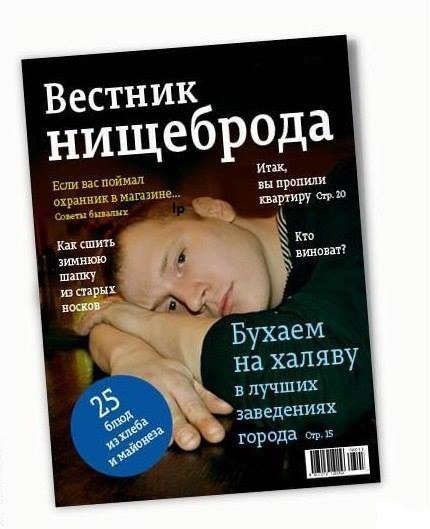 Вестник
нищеброда
Если вас поймал
охранник в магазине...
Советы бывалых
Итак,
вы пропили
квартиру Стр. 20
Как сшить
зимнюю
шапку
из старых
носков
Кто
виноват?
Бухаем
на халяву
в лучших
заведениях
города Стр. 15
25
блюд
из хлеба
и майонеза